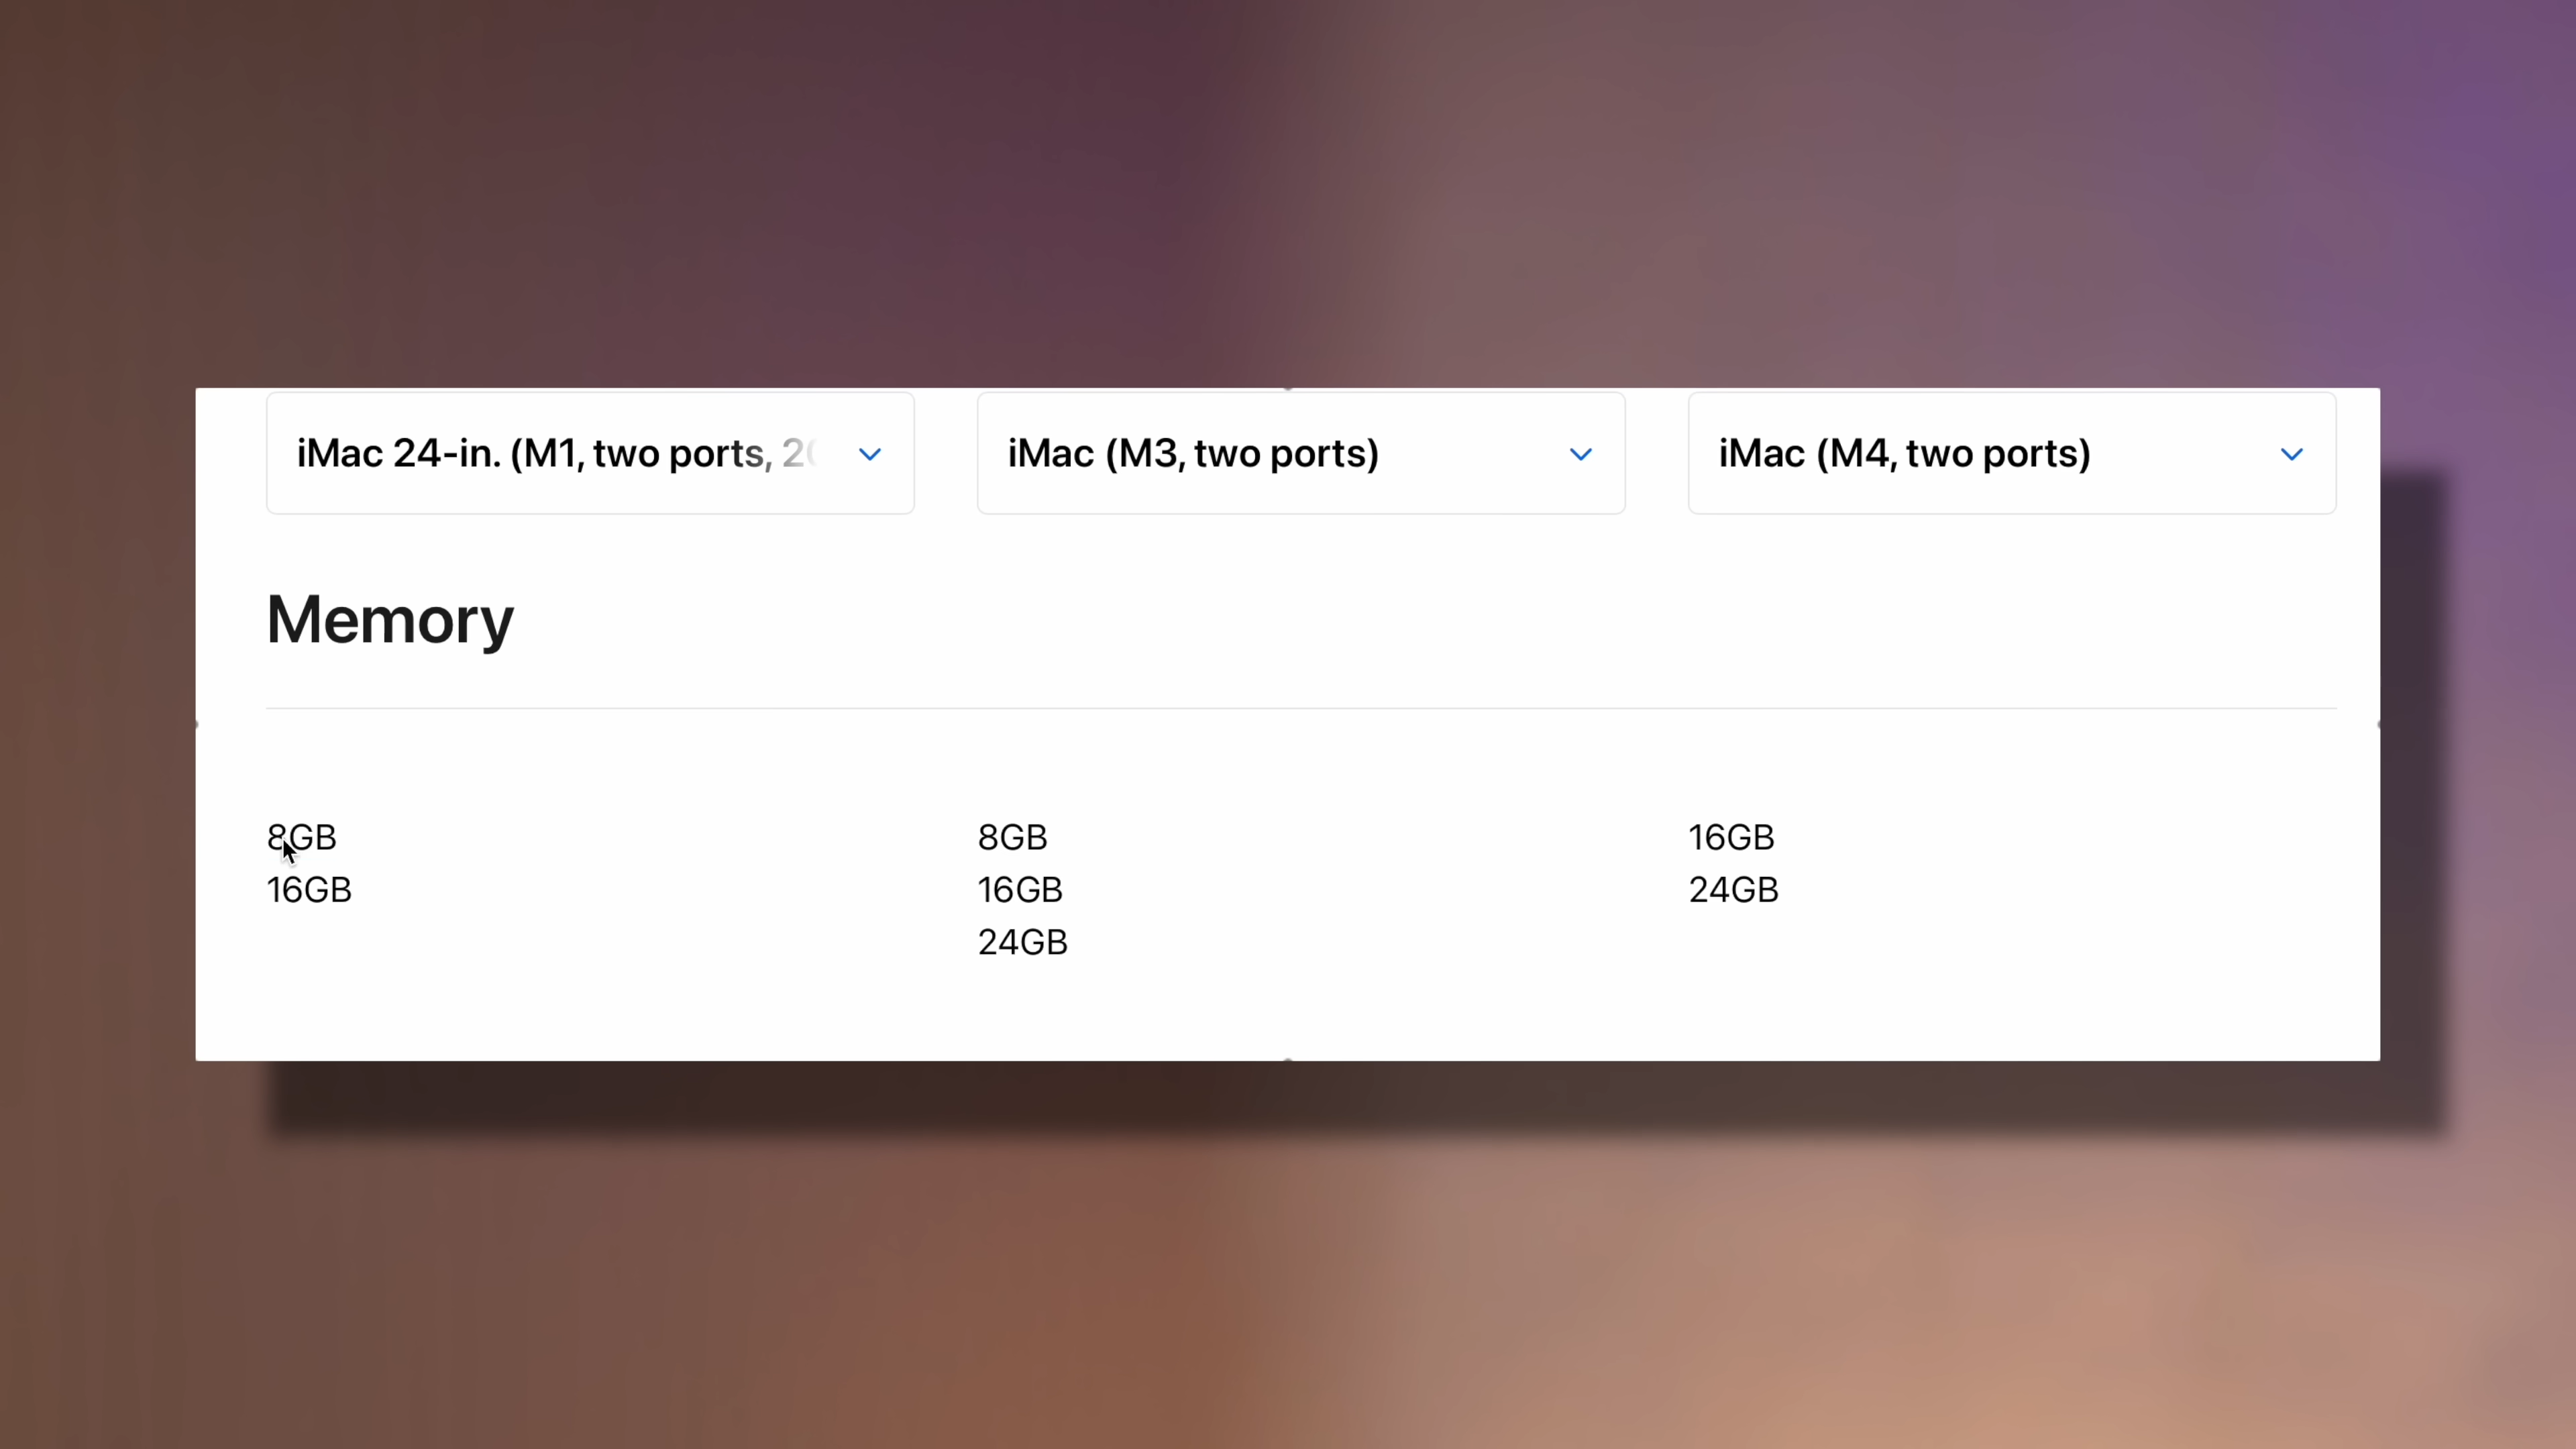 iMac 24-in. (M1, two ports,
iMac (M3, two ports)
iMac (M4, two ports)
Memory
8GB
16GB
8GB
16GB
24GB
16GB
24GB